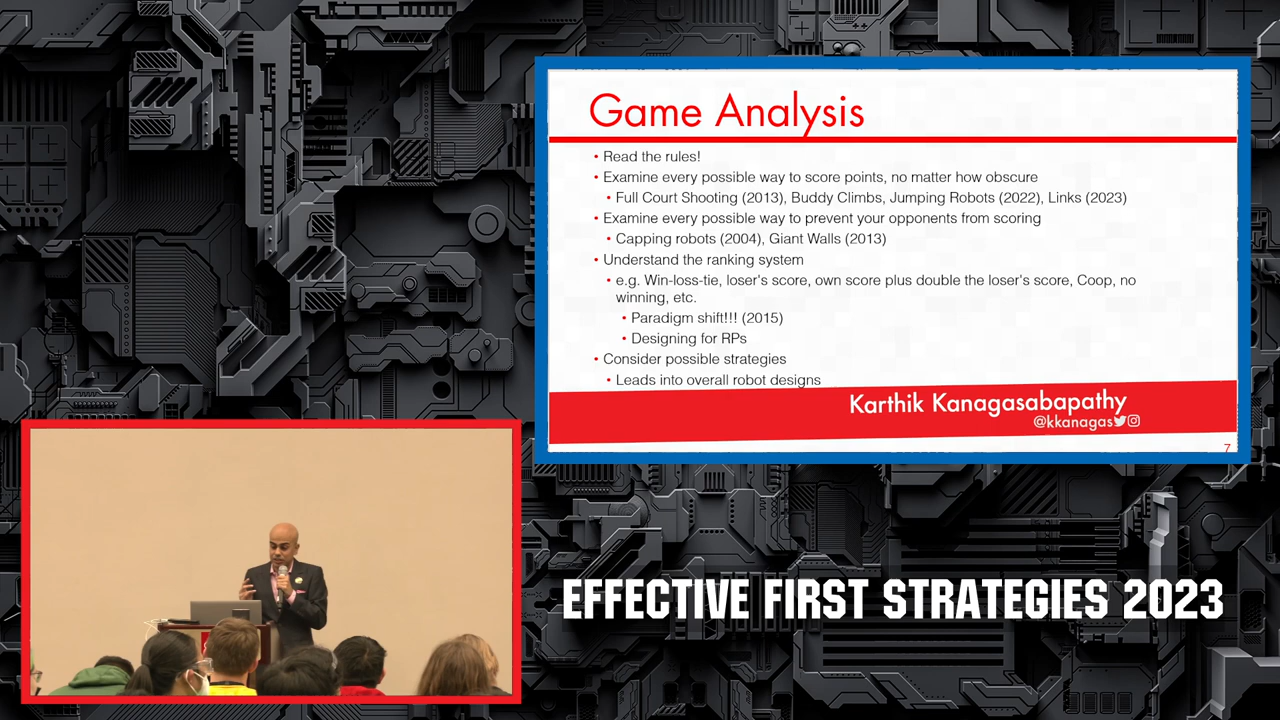 Game Analysis
• Read the rules!
• Examine every possible way to score points, no matter how obscure
• Full Court Shooting (2013), Buddy Climbs, Jumping Robots (2022), Links (2023)
• Examine every possible way to prevent your opponents from scoring
• Capping robots (2004), Giant Walls (2013)
• Understand the ranking system
• e.g. Win-loss-tie, loser's score, own score plus double the loser's score, Coop, no
winning, etc.
• Paradigm shift!!! (2015)
• Designing for RPs
• Consider possible strategies
• Leads into overall robot designs
Karthik Kanagasabapathy
@kkanagas
7
EFFECTIVE FIRST STRATEGIES 2023